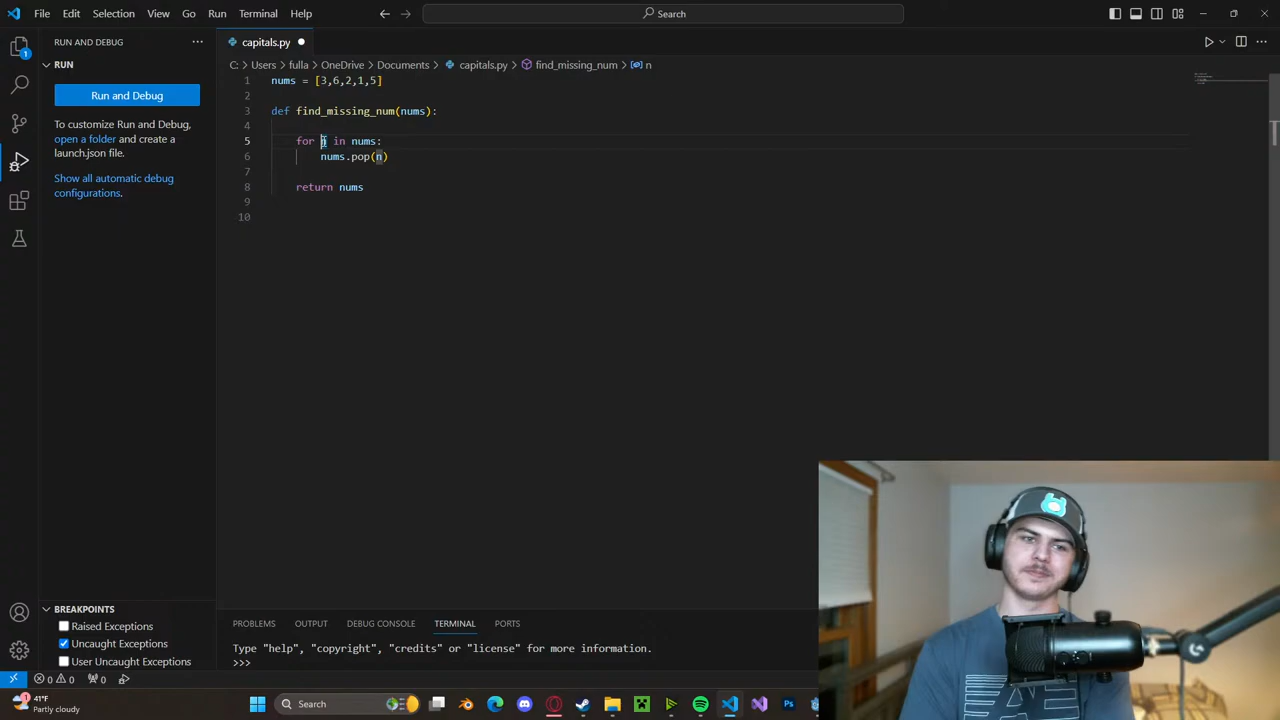 File Edit Selection View Go Run Terminal Help
Search
RUN AND DEBUG
RUN
Run and Debug
To customize Run and Debug,
open a folder and create a
launch.json file.
Show all automatic debug
configurations.
capitals.py
C: > Users > fulla > OneDrive > Documents > capitals.py > find_missing_num > n
1 nums = [3,6,2,1,5]
2
3 def find_missing_num(nums):
4
5 for n in nums:
6 nums.pop(n)
7
8 return nums
9
10
BREAKPOINTS
Raised Exceptions
Uncaught Exceptions
User Uncaught Exceptions
PROBLEMS OUTPUT DEBUG CONSOLE TERMINAL PORTS
Type "help", "copyright", "credits" or "license" for more information.
>>>
0 0 0
1
41°F
Partly cloudy
Search
Ps